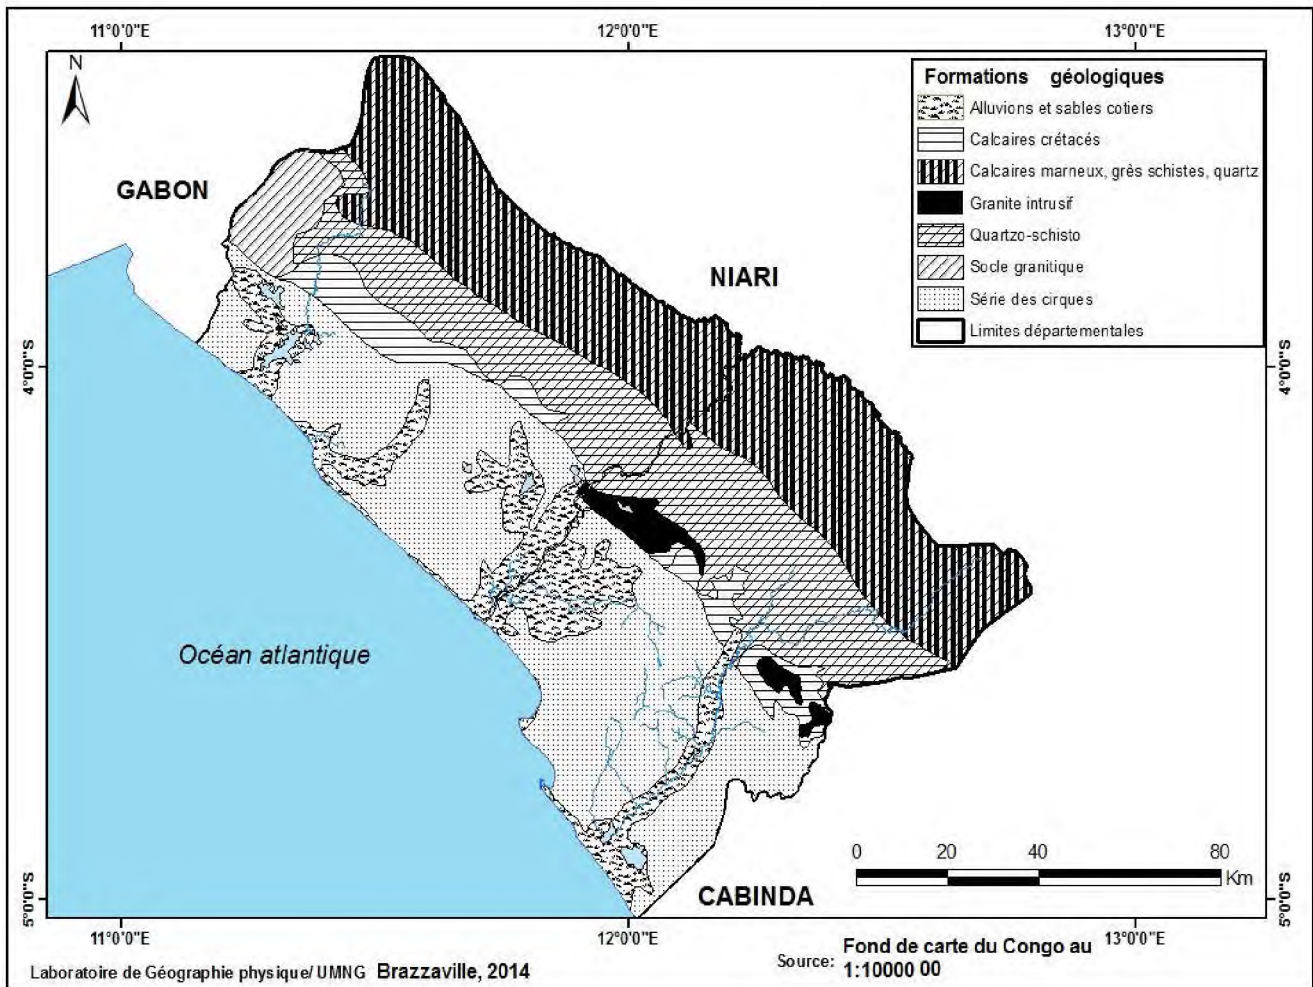 11°0'0"E 12°0'0"E 13°0'0"E
N
GABON
NIARI
CABINDA
Océan atlantique
Formations géologiques
Alluvions et sables cotiers
Calcaires crétacés
Calcaires marneux, grès schistes, quartz
Granite intrusif
Quartzo-schisto
Socle granitique
Série des cirques
Limites départementales
4°0'0"S
4°0'0"S
5°0'0"S
5°0'0"S
0 20 40 80
Km
11°0'0"E 12°0'0"E 13°0'0"E
Laboratoire de Géographie physique/ UMNG Brazzaville, 2014
Source: Fond de carte du Congo au
1:10000 00